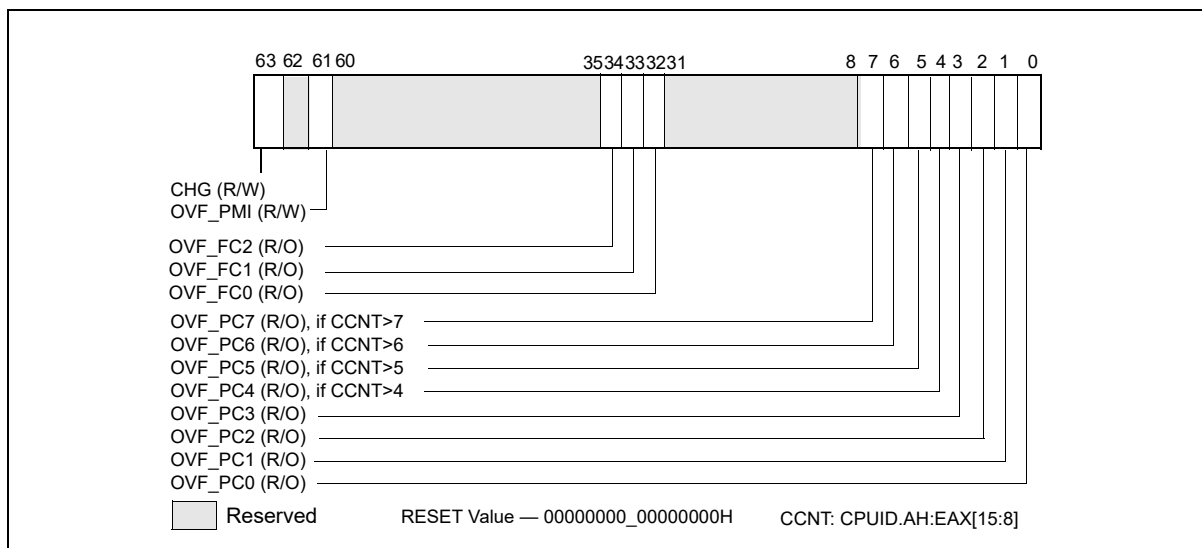 63 62 61 60 35 34 33 32 31 8 7 6 5 4 3 2 1 0
CHG (R/W)
OVF_PMI (R/W)
OVF_FC2 (R/O)
OVF_FC1 (R/O)
OVF_FC0 (R/O)
OVF_PC7 (R/O), if CCNT>7
OVF_PC6 (R/O), if CCNT>6
OVF_PC5 (R/O), if CCNT>5
OVF_PC4 (R/O), if CCNT>4
OVF_PC3 (R/O)
OVF_PC2 (R/O)
OVF_PC1 (R/O)
OVF_PC0 (R/O)
Reserved RESET Value — 00000000_00000000H CCNT: CPUID.AH:EAX[15:8]